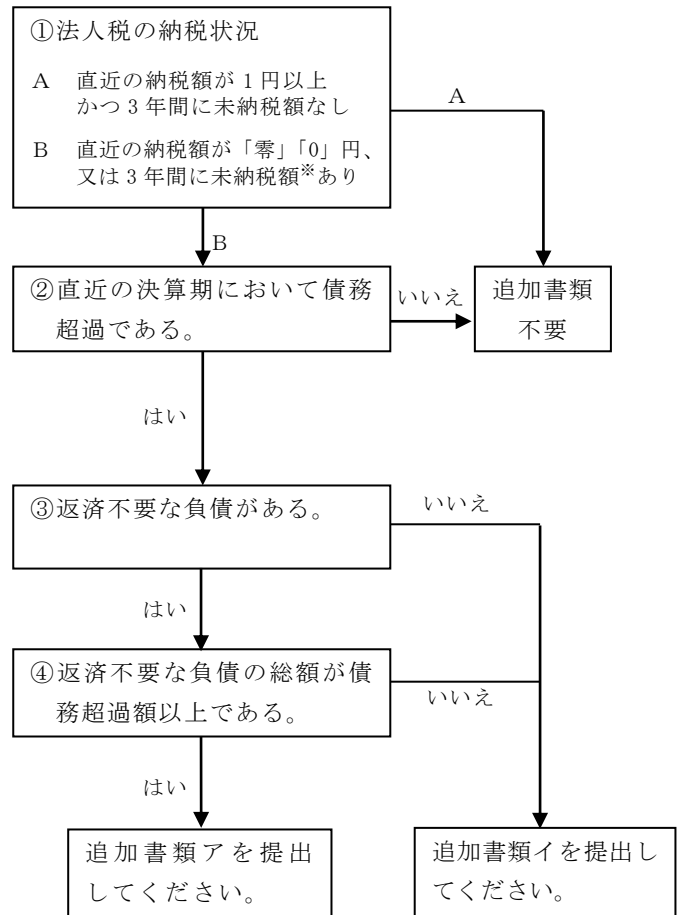 ①法人税の納税状況
A　直近の納税額が 1 円以上
かつ 3 年間に未納税額なし
B　直近の納税額が「零」「0」円、
又は 3 年間に未納税額※あり
A
B
②直近の決算期において債務
超過である。
いいえ
追加書類
不要
はい
③返済不要な負債がある。
いいえ
はい
④返済不要な負債の総額が債
務超過額以上である。
いいえ
はい
追加書類アを提出
してください。
追加書類イを提出し
てください。